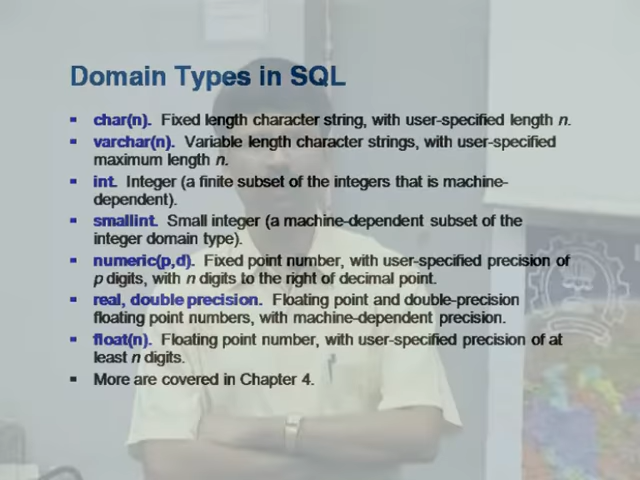 Domain Types in SQL
▪ char(n). Fixed length character string, with user-specified length n.
▪ varchar(n). Variable length character strings, with user-specified
maximum length n.
▪ int. Integer (a finite subset of the integers that is machine-
dependent).
▪ smallint. Small integer (a machine-dependent subset of the
integer domain type).
▪ numeric(p,d). Fixed point number, with user-specified precision of
p digits, with n digits to the right of decimal point.
▪ real, double precision. Floating point and double-precision
floating point numbers, with machine-dependent precision.
▪ float(n). Floating point number, with user-specified precision of at
least n digits.
▪ More are covered in Chapter 4.